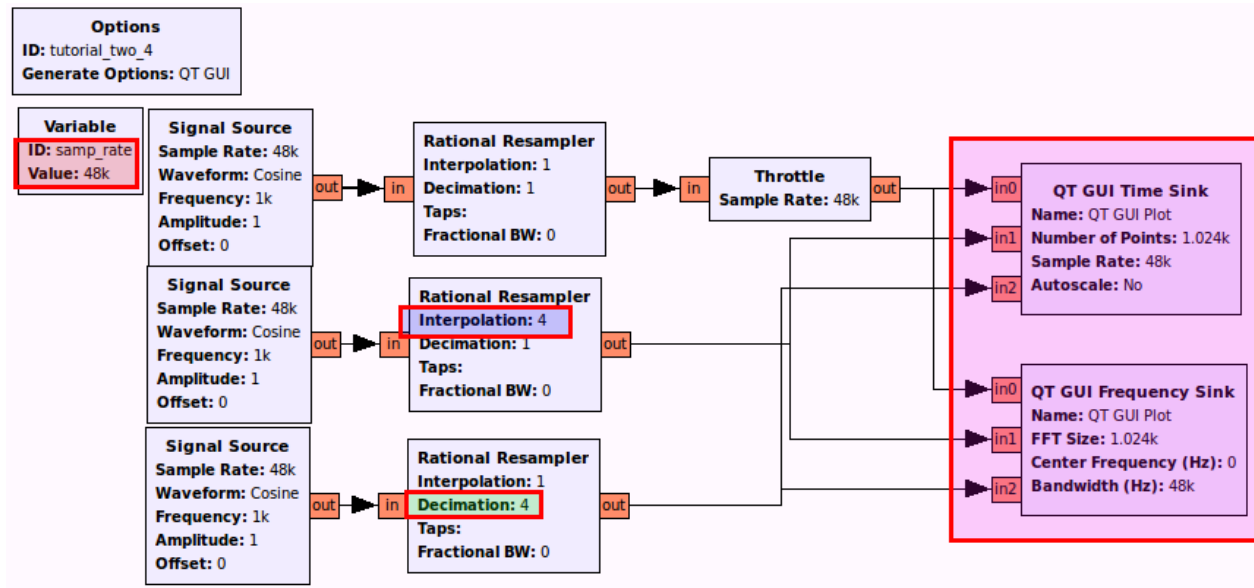 Options
ID: tutorial_two_4
Generate Options: QT GUI
Variable
ID: samp_rate
Value: 48k
Signal Source
Sample Rate: 48k
Waveform: Cosine
Frequency: 1k
Amplitude: 1
Offset: 0
out
in
Rational Resampler
Interpolation: 1
Decimation: 1
Taps:
Fractional BW: 0
out
in
Throttle
Sample Rate: 48k
out
in0
in1
in2
QT GUI Time Sink
Name: QT GUI Plot
Number of Points: 1.024k
Sample Rate: 48k
Autoscale: No
Signal Source
Sample Rate: 48k
Waveform: Cosine
Frequency: 1k
Amplitude: 1
Offset: 0
out
in
Rational Resampler
Interpolation: 4
Decimation: 1
Taps:
Fractional BW: 0
out
in0
in1
in2
QT GUI Frequency Sink
Name: QT GUI Plot
FFT Size: 1.024k
Center Frequency (Hz): 0
Bandwidth (Hz): 48k
Signal Source
Sample Rate: 48k
Waveform: Cosine
Frequency: 1k
Amplitude: 1
Offset: 0
out
in
Rational Resampler
Interpolation: 1
Decimation: 4
Taps:
Fractional BW: 0
out